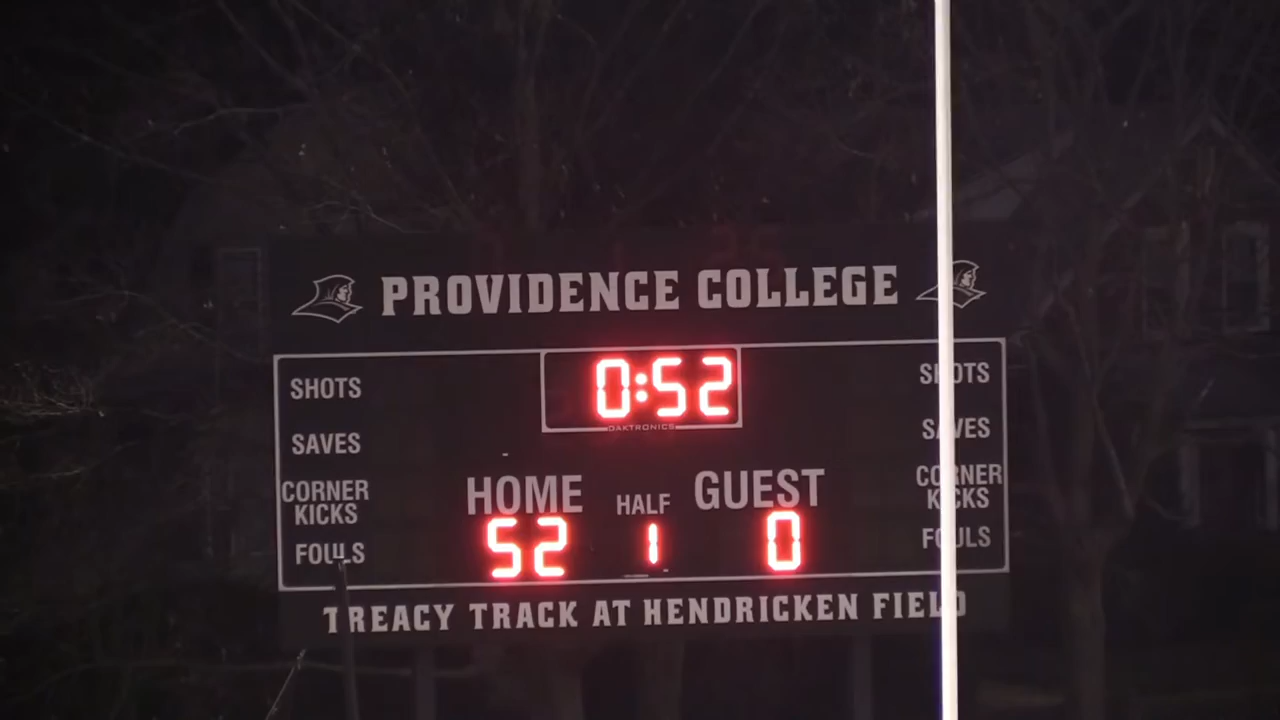 PROVIDENCE COLLEGE
0:52
DAKTRONICS
SHOTS
SAVES
CORNER
KICKS
FOULS
HOME
52
HALF
1
GUEST
0
SHOTS
SAVES
CORNER
KICKS
FOULS
TREACY TRACK AT HENDRICKEN FIELD